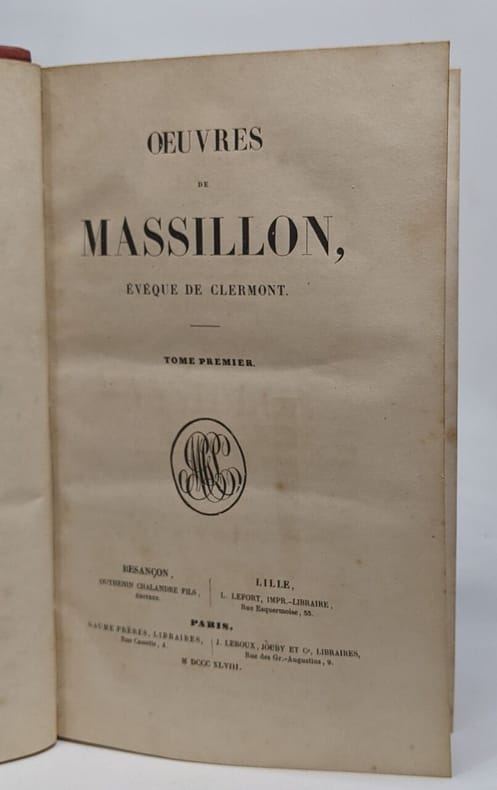 OEUVRES
DE
MASSILLON,
ÉVÊQUE DE CLERMONT.
TOME PREMIER.
BESANÇON,
OUTHENIN CHALANDRE FILS,
ÉDITEUR.
LILLE,
L. LEFORT, IMPR.-LIBRAIRE,
Rue Esquermoise, 55.
PARIS,
GAUME FRÈRES, LIBRAIRES,
Rue Cassette, 4.
J. LEROUX, JOUBY ET Cⁱᵉ, LIBRAIRES,
Rue des Gr.-Augustins, 9.
M DCCC XLVIII.